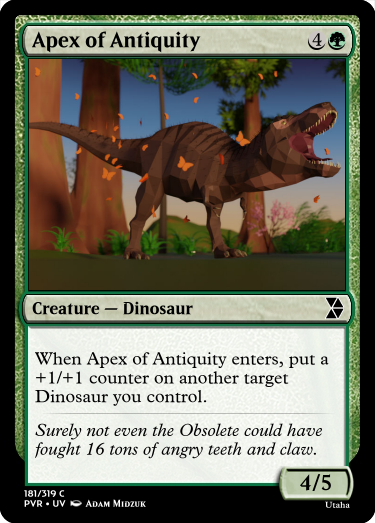 Apex of Antiquity 4
Creature — Dinosaur
When Apex of Antiquity enters, put a
+1/+1 counter on another target
Dinosaur you control.
Surely not even the Obsolete could have
fought 16 tons of angry teeth and claw.
4/5
181/319 C
PVR • UV Adam Midzuk
Utaha